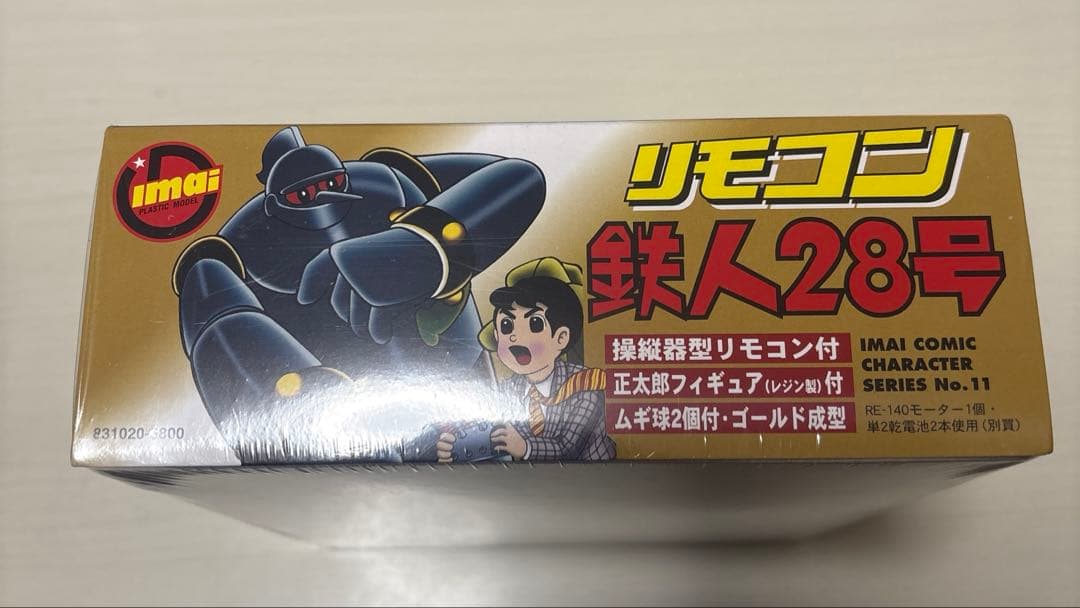 Imai
PLASTIC MODEL
リモコン
鉄人28号
操縦器型リモコン付
正太郎フィギュア(レジン製)付
ムギ球2個付・ゴールド成型
IMAI COMIC
CHARACTER
SERIES No.11
RE-140モーター1個・
単2乾電池2本使用(別買)
831020-3800